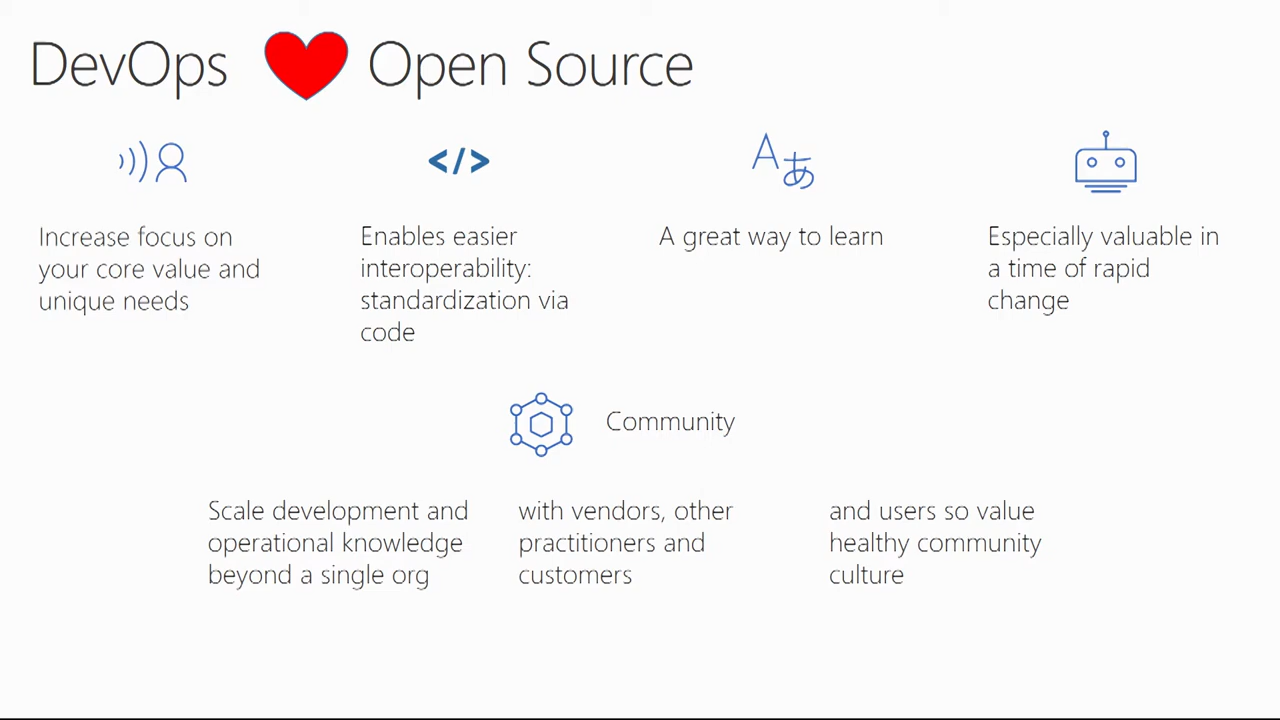 DevOps Open Source
</>
Aあ
Increase focus on
your core value and
unique needs
Enables easier
interoperability:
standardization via
code
A great way to learn
Especially valuable in
a time of rapid
change
Community
Scale development and
operational knowledge
beyond a single org
with vendors, other
practitioners and
customers
and users so value
healthy community
culture